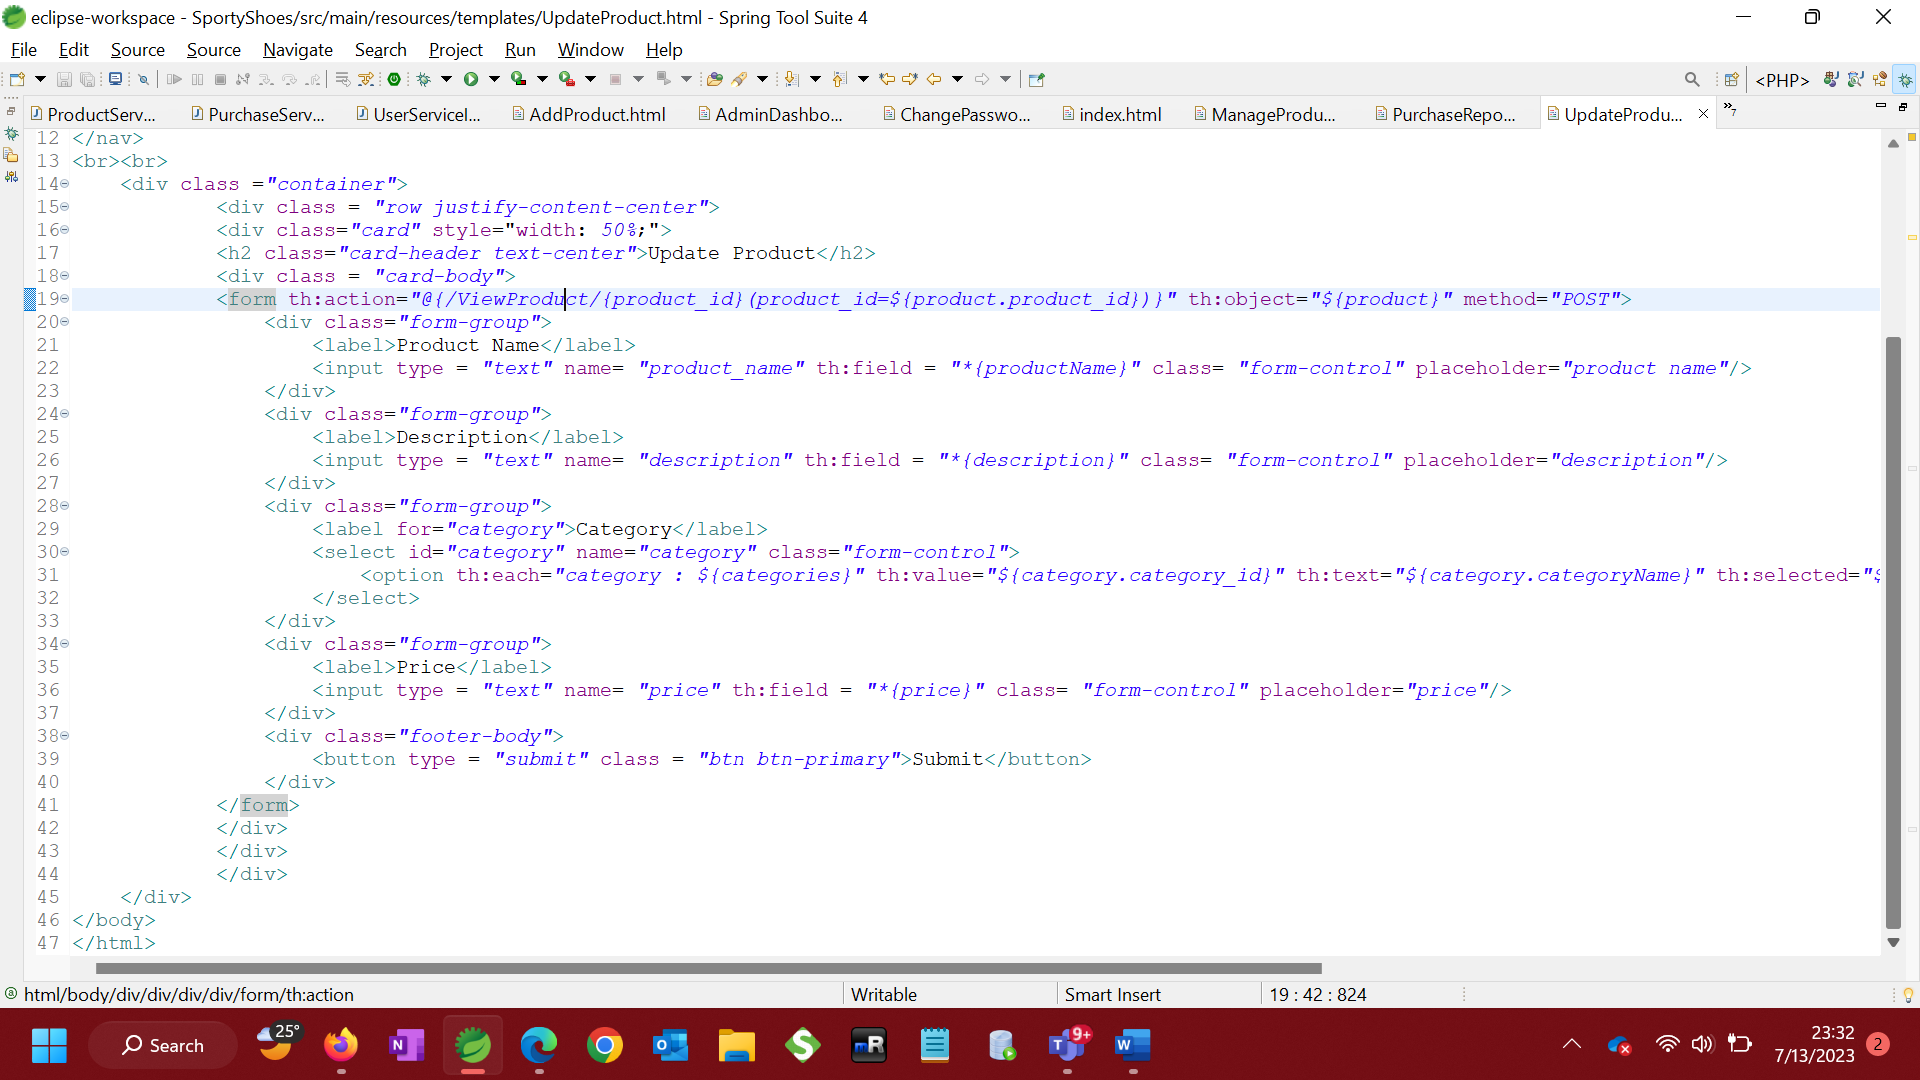 eclipse-workspace - SportyShoes/src/main/resources/templates/UpdateProduct.html - Spring Tool Suite 4
File Edit Source Source Navigate Search Project Run Window Help
<PHP>
ProductServ... PurchaseServ... UserServiceI... AddProduct.html AdminDashbo... ChangePasswo... index.html ManageProdu... PurchaseRepo... UpdateProdu... »7
12 </nav>
13 <br><br>
14 <div class ="container">
15 <div class = "row justify-content-center">
16 <div class="card" style="width: 50%;">
17 <h2 class="card-header text-center">Update Product</h2>
18 <div class = "card-body">
19 <form th:action="@{/ViewProduct/{product_id}(product_id=${product.product_id})}" th:object="${product}" method="POST">
20 <div class="form-group">
21 <label>Product Name</label>
22 <input type = "text" name= "product_name" th:field = "*{productName}" class= "form-control" placeholder="product name"/>
23 </div>
24 <div class="form-group">
25 <label>Description</label>
26 <input type = "text" name= "description" th:field = "*{description}" class= "form-control" placeholder="description"/>
27 </div>
28 <div class="form-group">
29 <label for="category">Category</label>
30 <select id="category" name="category" class="form-control">
31 <option th:each="category : ${categories}" th:value="${category.category_id}" th:text="${category.categoryName}" th:selected="$
32 </select>
33 </div>
34 <div class="form-group">
35 <label>Price</label>
36 <input type = "text" name= "price" th:field = "*{price}" class= "form-control" placeholder="price"/>
37 </div>
38 <div class="footer-body">
39 <button type = "submit" class = "btn btn-primary">Submit</button>
40 </div>
41 </form>
42 </div>
43 </div>
44 </div>
45 </div>
46 </body>
47 </html>
html/body/div/div/div/div/form/th:action Writable Smart Insert 19 : 42 : 824
25° Search N S mR T 9+ W 23:32 2
7/13/2023